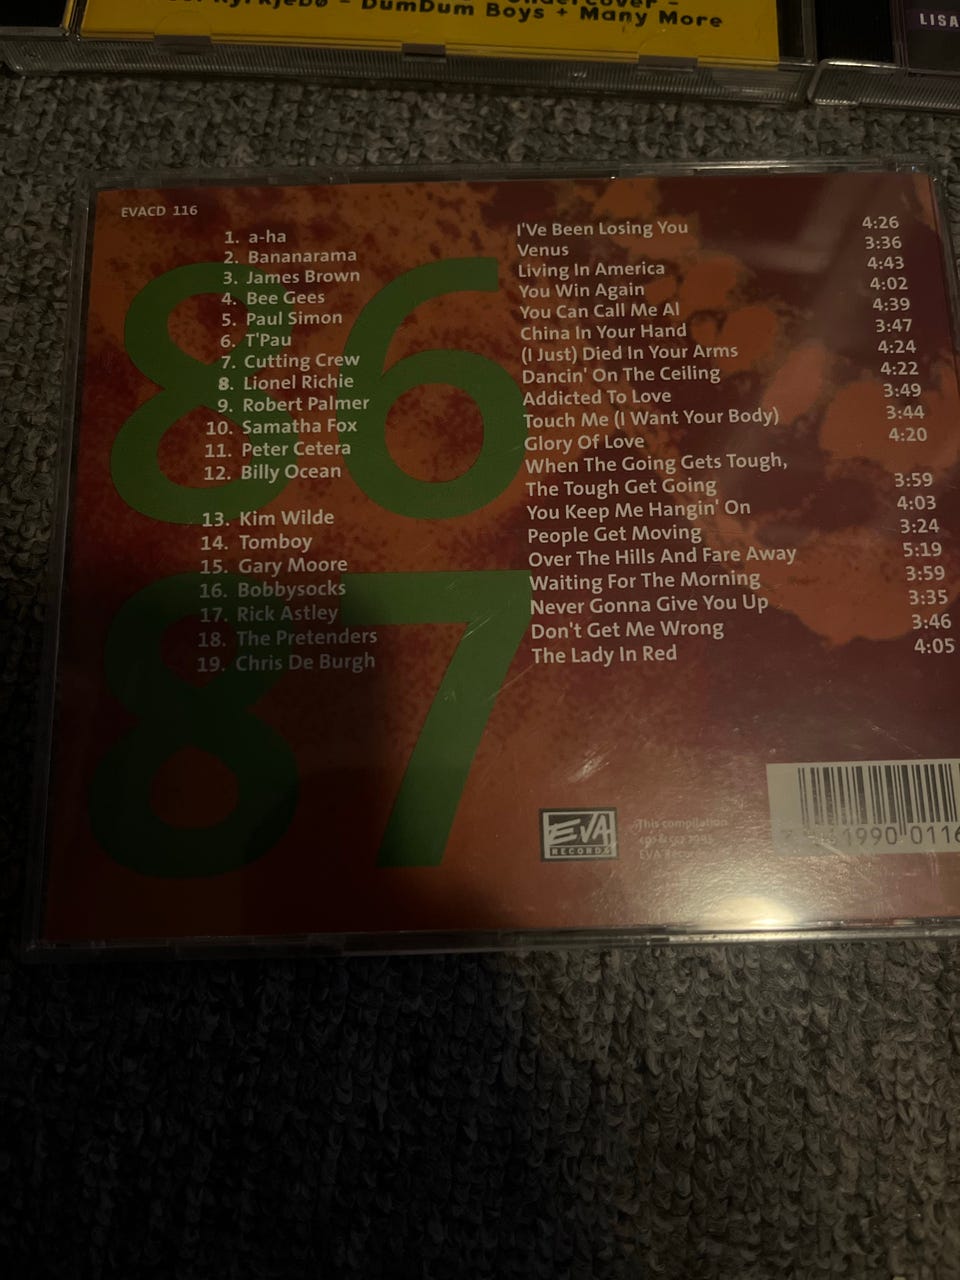 DumDum Boys + Many More
LISA
EVACD 116
1. a-ha I've Been Losing You 4:26
2. Bananarama Venus 3:36
3. James Brown Living In America 4:43
4. Bee Gees You Win Again 4:02
5. Paul Simon You Can Call Me Al 4:39
6. T'Pau China In Your Hand 3:47
7. Cutting Crew (I Just) Died In Your Arms 4:24
8. Lionel Richie Dancin' On The Ceiling 4:22
9. Robert Palmer Addicted To Love 3:49
10. Samatha Fox Touch Me (I Want Your Body) 3:44
11. Peter Cetera Glory Of Love 4:20
12. Billy Ocean When The Going Gets Tough,
The Tough Get Going 3:59
13. Kim Wilde You Keep Me Hangin' On 4:03
14. Tomboy People Get Moving 3:24
15. Gary Moore Over The Hills And Fare Away 5:19
16. Bobbysocks Waiting For The Morning 3:59
17. Rick Astley Never Gonna Give You Up 3:35
18. The Pretenders Don't Get Me Wrong 3:46
19. Chris De Burgh The Lady In Red 4:05
86
87
EVA
RECORDS
This compilation
EVA
1990 0116